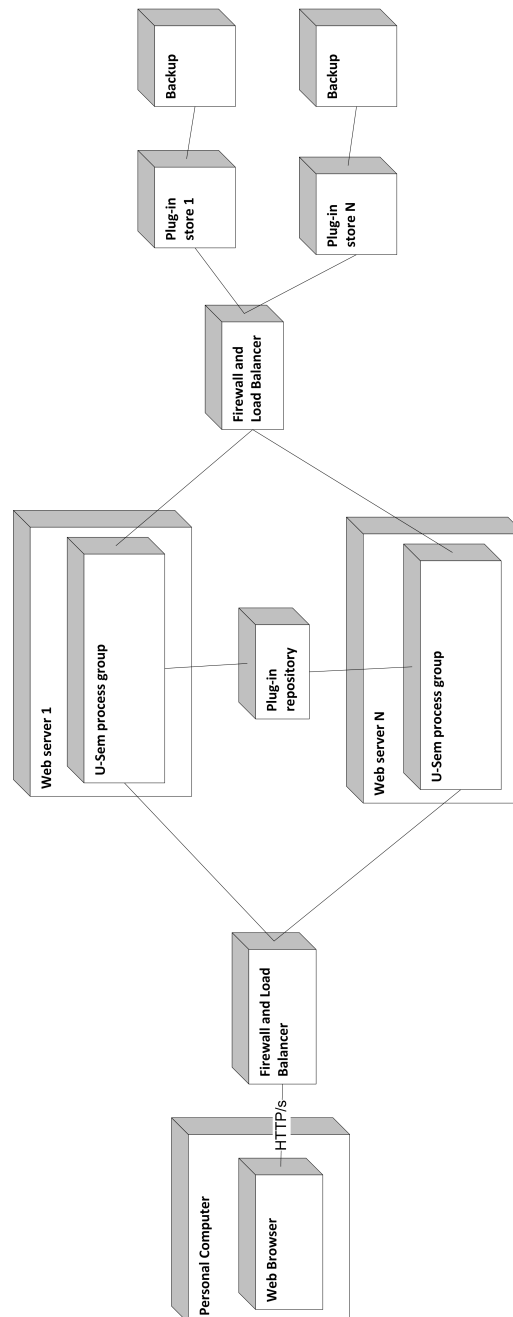 Personal Computer
Web Browser
HTTP/s
Firewall and Load
Balancer
Web server 1
U-Sem process group
Plug-in
repository
Web server N
U-Sem process group
Firewall and
Load Balancer
Plug-in
store 1
Backup
Plug-in
store N
Backup